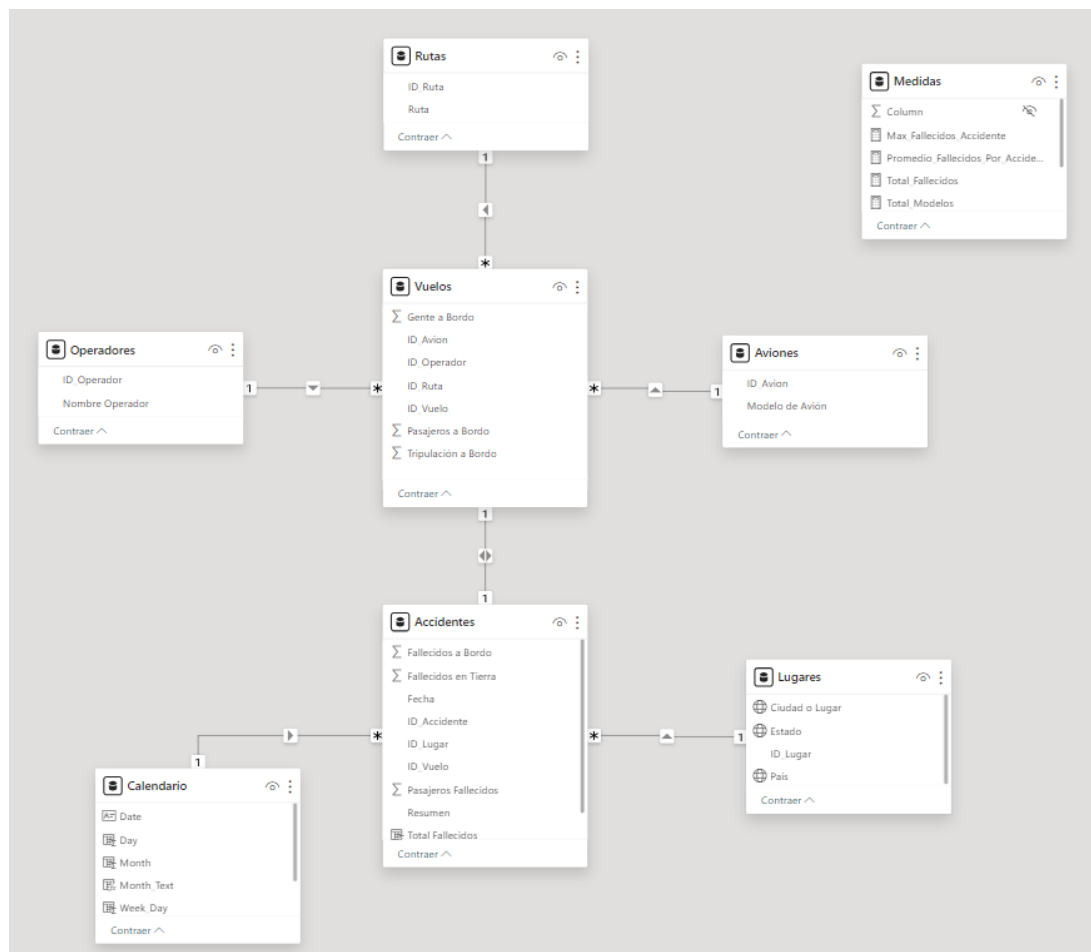 Rutas
ID_Ruta
Ruta
Contraer
Medidas
Column
Max_Fallecidos_Accidente
Promedio_Fallecidos_Por_Accide...
Total_Fallecidos
Total_Modelos
Contraer
1
*
Vuelos
Gente a Bordo
ID_Avion
ID_Operador
ID_Ruta
ID_Vuelo
Pasajeros a Bordo
Tripulación a Bordo
Contraer
Operadores
ID_Operador
Nombre Operador
Contraer
1
*
Aviones
ID_Avion
Modelo de Avión
Contraer
*
1
1
1
Accidentes
Fallecidos a Bordo
Fallecidos en Tierra
Fecha
ID_Accidente
ID_Lugar
ID_Vuelo
Pasajeros Fallecidos
Resumen
Total Fallecidos
Contraer
Lugares
Ciudad o Lugar
Estado
ID_Lugar
País
Contraer
*
1
1
*
Calendario
Date
Day
Month
Month_Text
Week_Day
Contraer